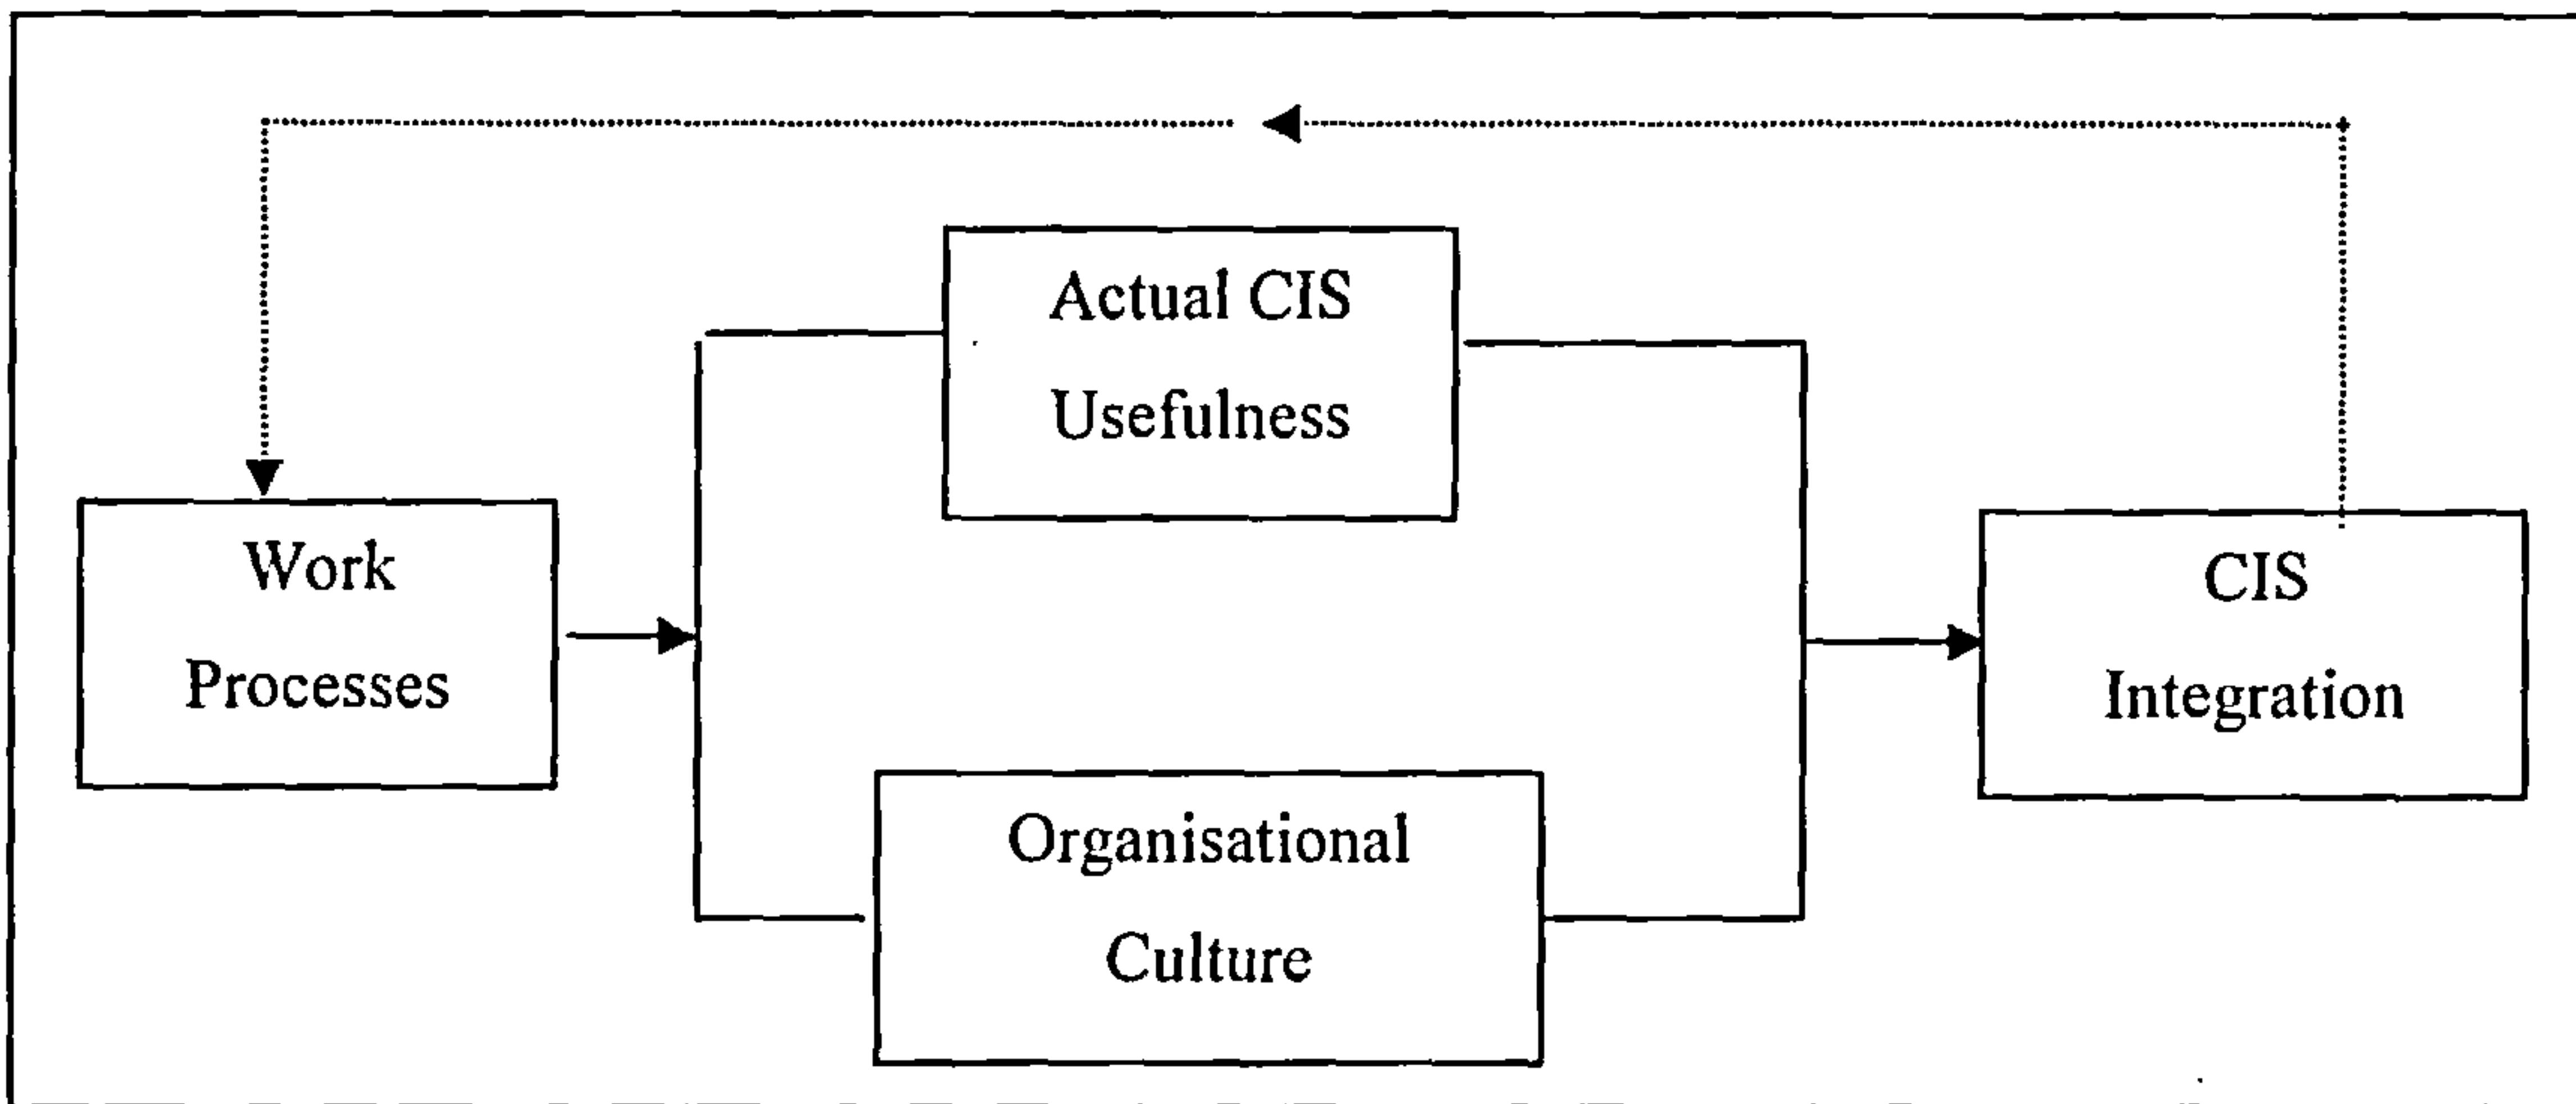 Actual CIS
Usefulness
Work
Processes
CIS
Integration
Organisational
Culture